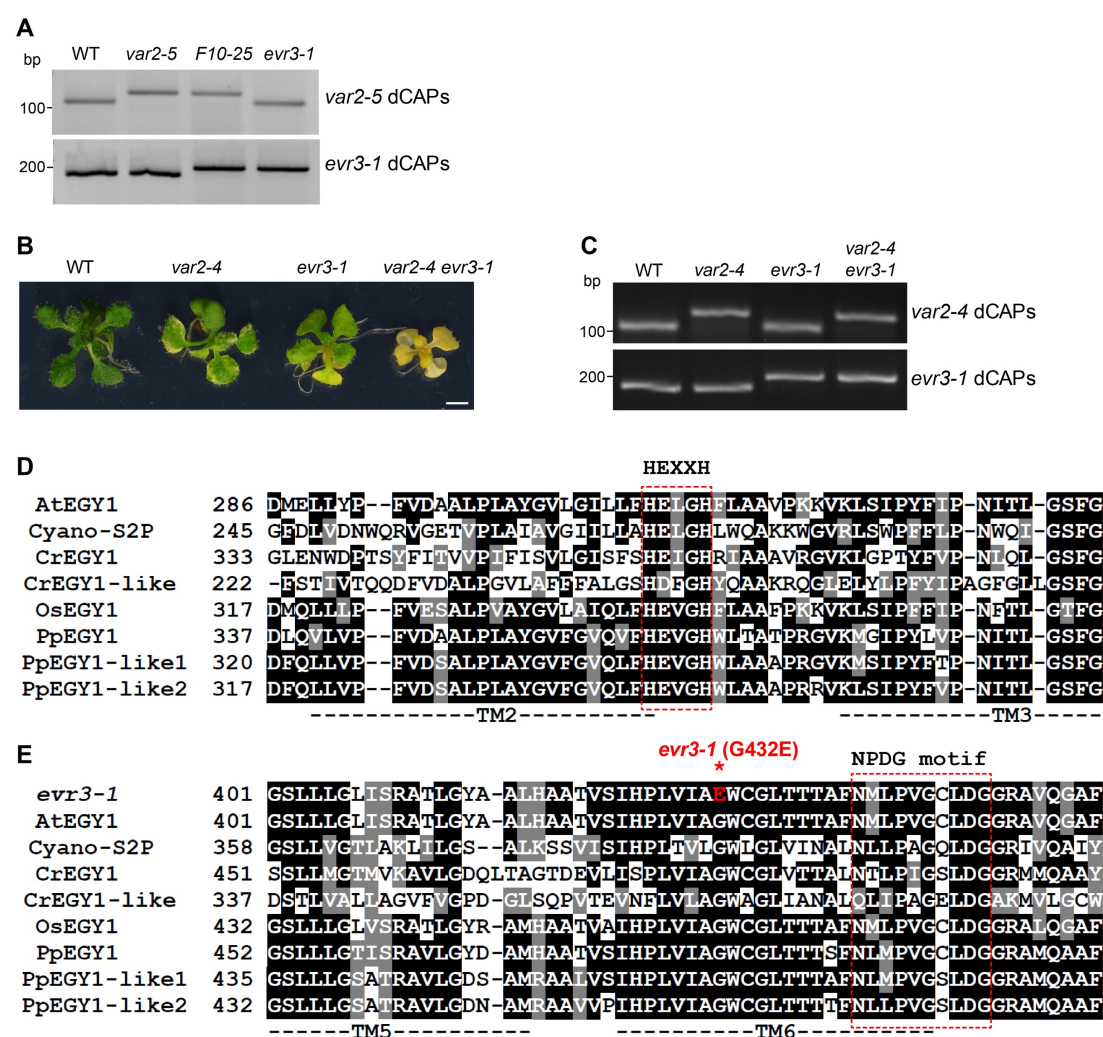 A
bp
WT var2-5 F10-25 evr3-1
100
var2-5 dCAPs
200
evr3-1 dCAPs
B
WT var2-4 evr3-1 var2-4 evr3-1
C
bp
WT var2-4 evr3-1 var2-4
evr3-1
100
var2-4 dCAPs
200
evr3-1 dCAPs
D
HEXXH
AtEGY1 286 DMELLYP--FVDAALPLAYGVLGILLFHELGHFLAAVPKKVKLSIPYFIP-NITL-GSFG
Cyano-S2P 245 GFDLVDNWQRVGETVPLAIAVGIILLAHELGHLWQAKKWGVRLSWPFFLP-NWQI-GSFG
CrEGY1 333 GLENWDPTSYFITVVPIFISVLGISFSHEIGHRIAAAVRGVKLGPTYFVP-NLQL-GSFG
CrEGY1-like 222 -FSTIVTQQDFVDALPGVLAFFFALGSHDFGHYQAAKRQGLELYLPFYIPAGFGLLGSFG
OsEGY1 317 DMQLLLP--FVESALPVAYGVLAIQLFHEVGHFLAAFPKKVKLSIPFFIP-NFTL-GTFG
PpEGY1 337 DLQVLVP--FVDAALPMAYGVFGVQVFHEVGHWLTATPRGVKMGIPYLVP-NITL-GSFG
PpEGY1-like1 320 DFQLLVP--FVDSALPLAYGVFGVQLFHEVGHWLAAAPRGVKMSIPYFTP-NITL-GSFG
PpEGY1-like2 317 DFQLLVP--FVDSALPLAYGVFGVQLFHEVGHWLAAAPRRVKLSIPYFVP-NITL-GSFG
------------TM2---------- -----------TM3------
E
evr3-1 (G432E)
*
NPDG motif
evr3-1 401 GSLLLGLISRATLGYA-ALHAATVSIHPLVIAEWCGLTTTAFNMLPVGCLDGGRAVQGAF
AtEGY1 401 GSLLLGLISRATLGYA-ALHAATVSIHPLVIAGWCGLTTTAFNMLPVGCLDGGRAVQGAF
Cyano-S2P 358 GSLLVGTLAKLILGS--ALKSSVISIHPLTVLGWLGLVINALNLLPAGQLDGGRIVQAIY
CrEGY1 451 SSLLMGTMVKAVLGDQLTAGTDEVLISPLVIAGWCGLVTTALNTLPIGSLDGGRMMQAAY
CrEGY1-like 337 DSTLVALLAGVFVGPD-GLSQPVTEVNFLVLAGWAGLIANALQLIPAGELDGAKMVLGCW
OsEGY1 432 GSLLLGLVSRATLGYR-AMHAATVAIHPLVIAGWCGLTTTALNMLPVGCLDGGRALQGAF
PpEGY1 452 GSLLLGTISRAVLGYD-AMHAATVSIHPLVIAGWCGLTTTSFNLMPVGCLDGGRAMQAAF
PpEGY1-like1 435 GSLLLGSATRAVLGDS-AMRAALVSIHPLVIAGWCGLTTTAFNLMPVGSLDGGRAMQAAF
PpEGY1-like2 432 GSLLLGSATRAVLGDN-AMRAAVVPIHPLVIAGWCGLTTTTFNLLPVGSLDGGRAMQAAF
------TM5---------- ----------TM6----------